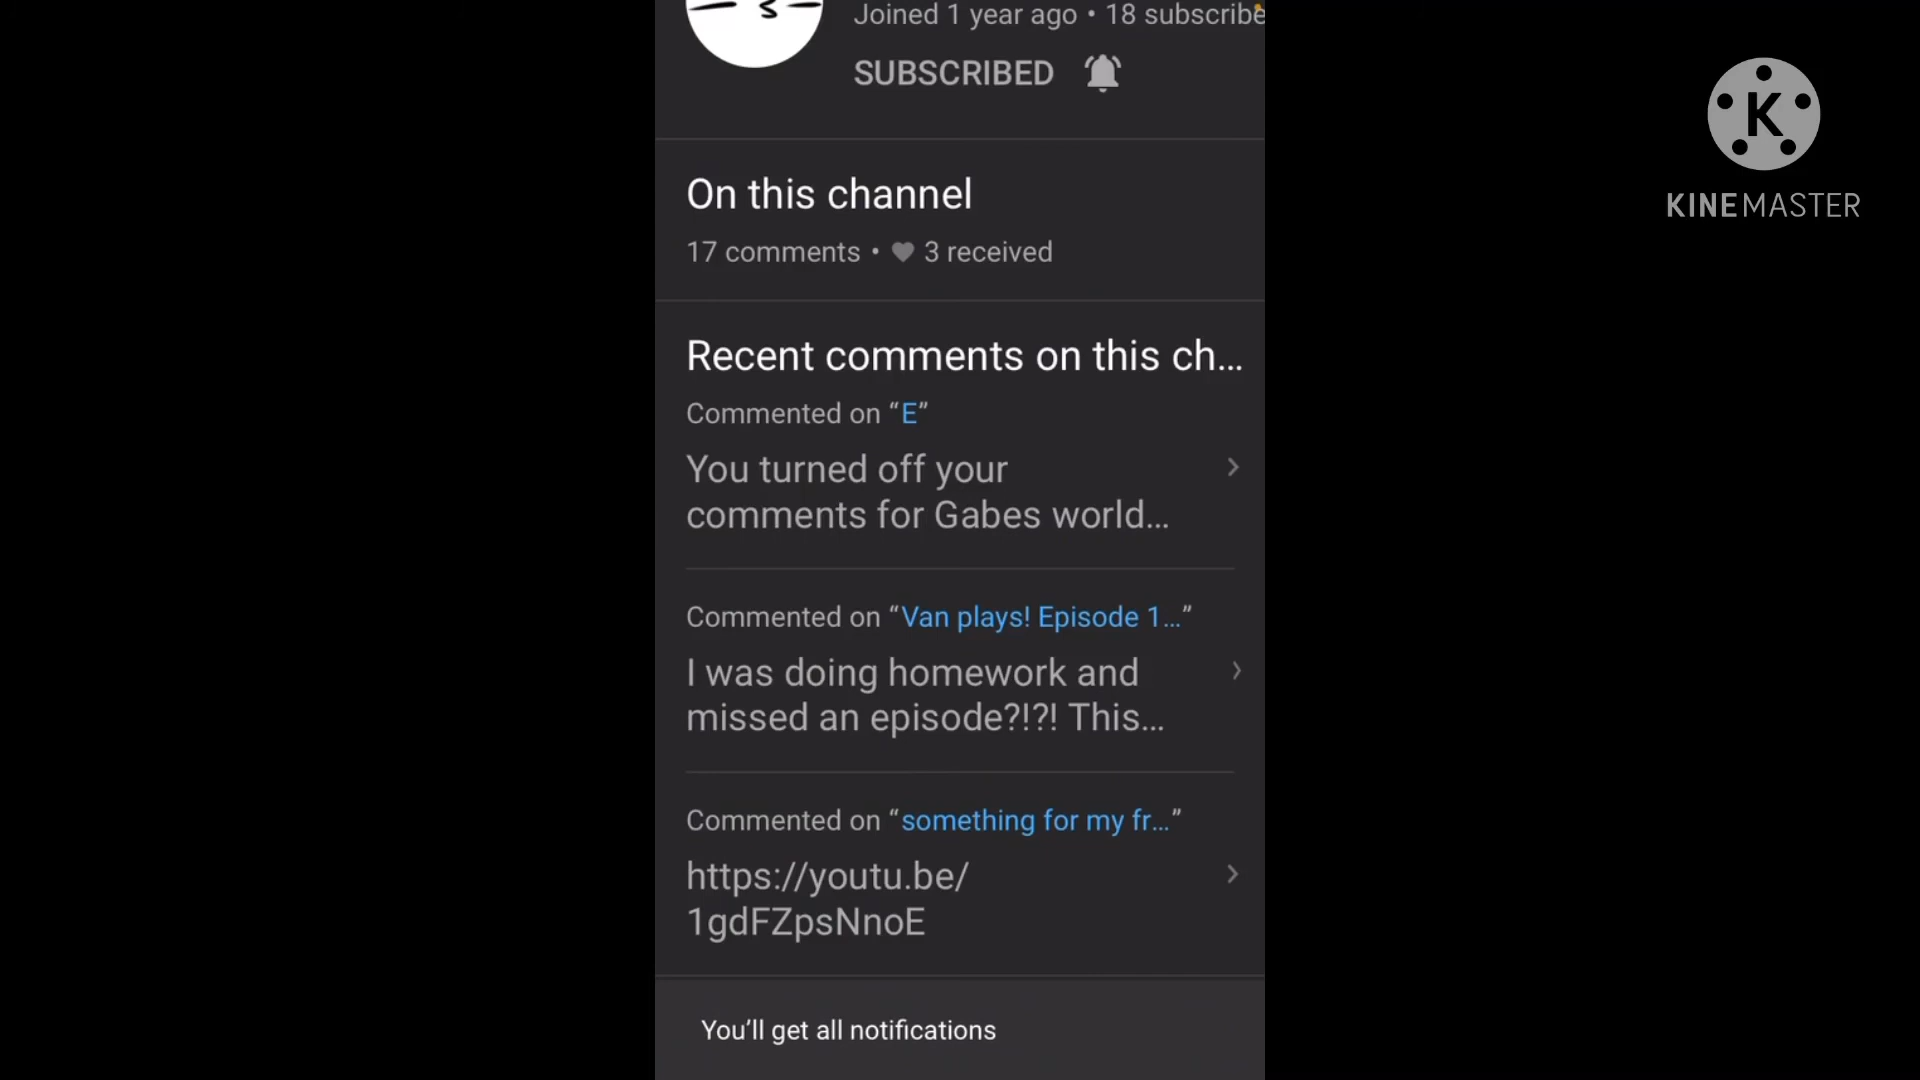 Joined 1 year ago • 18 subscribe
SUBSCRIBED
K
KINEMASTER
On this channel
17 comments • 3 received
Recent comments on this ch...
Commented on “E”
You turned off your
comments for Gabes world...
Commented on “Van plays! Episode 1...”
I was doing homework and
missed an episode?!?! This...
Commented on “something for my fr...”
https://youtu.be/
1gdFZpsNnoE
You’ll get all notifications